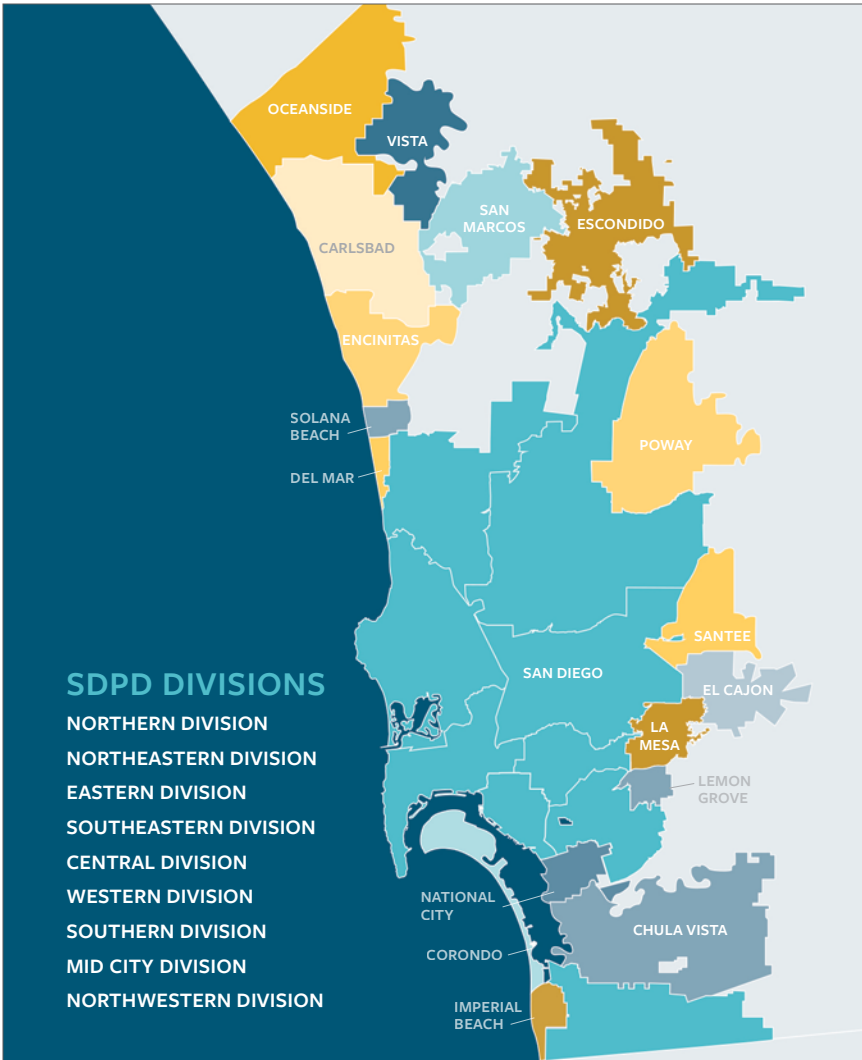 OCEANSIDE
VISTA
SAN
MARCOS
ESCONDIDO
CARLSBAD
ENCINITAS
SOLANA
BEACH
POWAY
DEL MAR
SANTEE
SAN DIEGO
EL CAJON
LA
MESA
LEMON
GROVE
NATIONAL
CITY
CHULA VISTA
CORONDO
IMPERIAL
BEACH
SDPD DIVISIONS
NORTHERN DIVISION
NORTHEASTERN DIVISION
EASTERN DIVISION
SOUTHEASTERN DIVISION
CENTRAL DIVISION
WESTERN DIVISION
SOUTHERN DIVISION
MID CITY DIVISION
NORTHWESTERN DIVISION